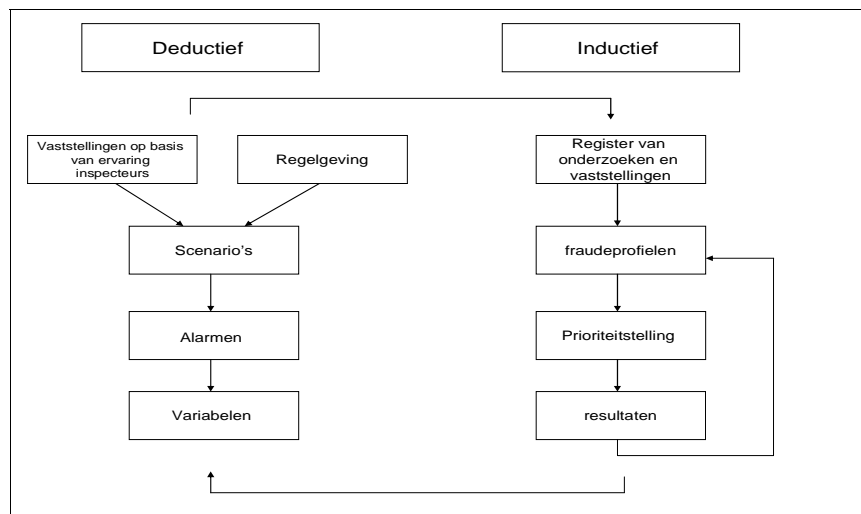 Deductief
Inductief
Vaststellingen op basis
van ervaring
inspecteurs
Regelgeving
Register van
onderzoeken en
vaststellingen
Scenario's
fraudeprofielen
Alarmen
Prioriteitstelling
Variabelen
resultaten